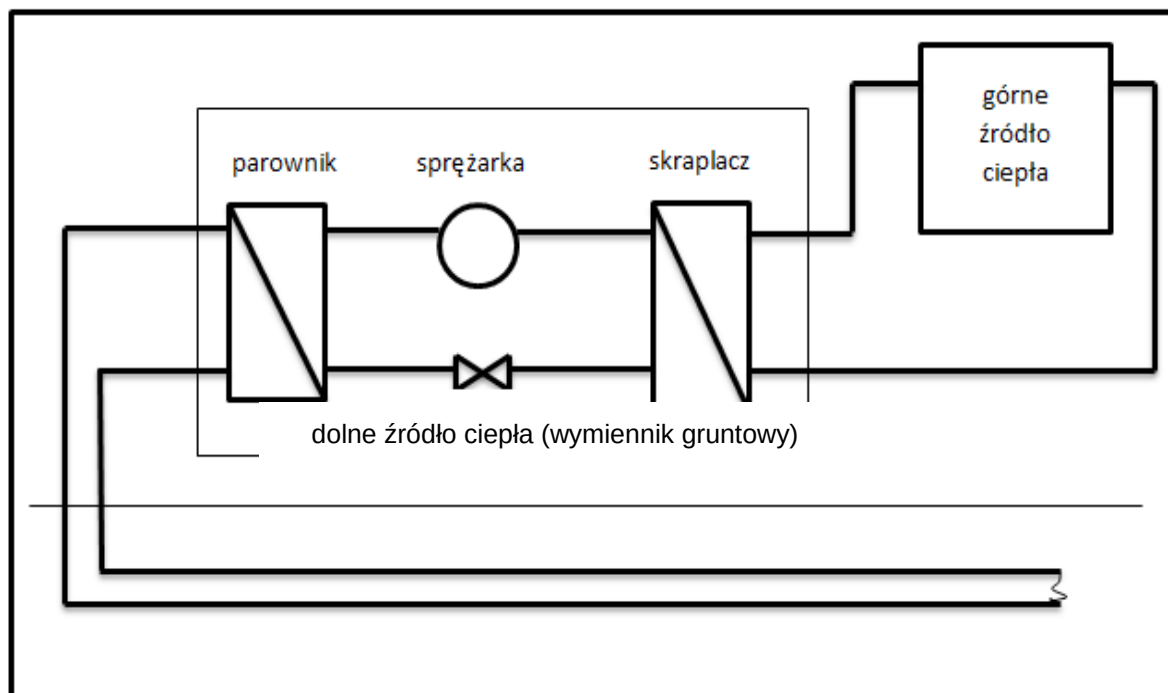 górne
źródło
ciepła
parownik
sprężarka
skraplacz
dolne źródło ciepła (wymiennik gruntowy)